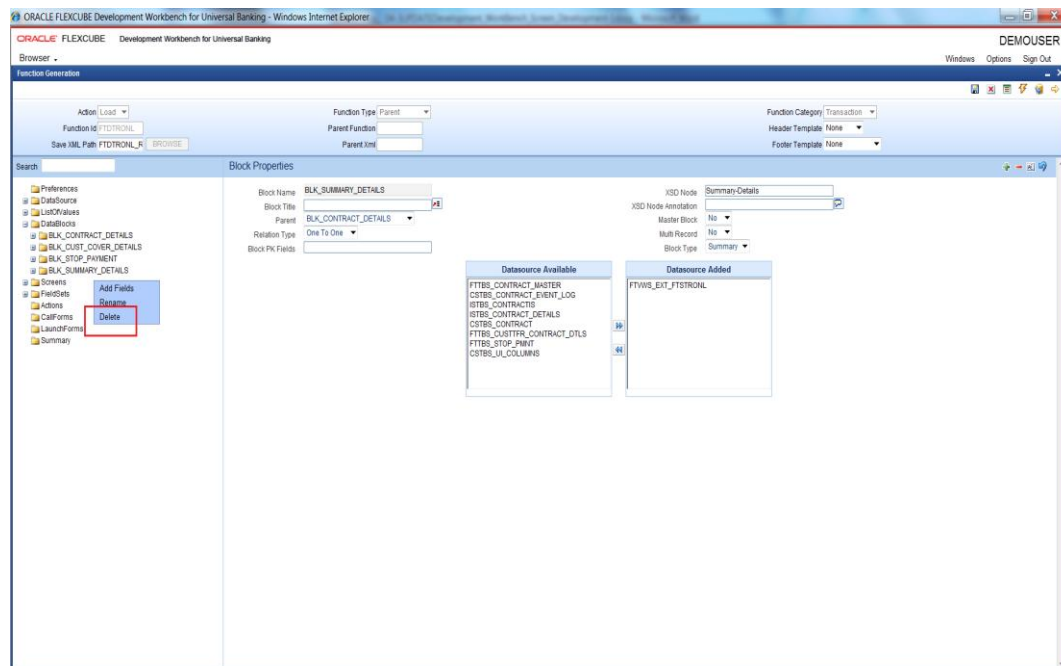 ORACLE FLEXCUBE Development Workbench for Universal Banking - Windows Internet Explorer
ORACLE FLEXCUBE Development Workbench for Universal Banking DEMOUSER
Browser Windows Options Sign Out
Function Generation
Action Load Function Type Parent Function Category Transaction
Function Id FTDTRONL Parent Function Header Template None
Save XML Path FTDTRONL_R BROWSE Parent Xml Footer Template None
Search
Preferences
DataSource
ListOfValues
DataBlocks
BLK_CONTRACT_DETAILS
BLK_CUST_COVER_DETAILS
BLK_STOP_PAYMENT
BLK_SUMMARY_DETAILS
Screens
FieldSets
Actions
CallForms
LaunchForms
Summary
Add Fields
Rename
Delete
Block Properties
Block Name BLK_SUMMARY_DETAILS XSD Node Summary-Details
Block Title XSD Node Annotation
Parent BLK_CONTRACT_DETAILS Master Block No
Relation Type One To One Multi Record No
Block PK Fields Block Type Summary
Datasource Available
FTTBS_CONTRACT_MASTER
CSTBS_CONTRACT_EVENT_LOG
ISTBS_CONTRACTIS
ISTBS_CONTRACT_DETAILS
CSTBS_CONTRACT
FTTBS_CUSTTFR_CONTRACT_DTLS
FTTBS_STOP_PMNT
CSTBS_UI_COLUMNS
Datasource Added
FTVWS_EXT_FTSTRONL